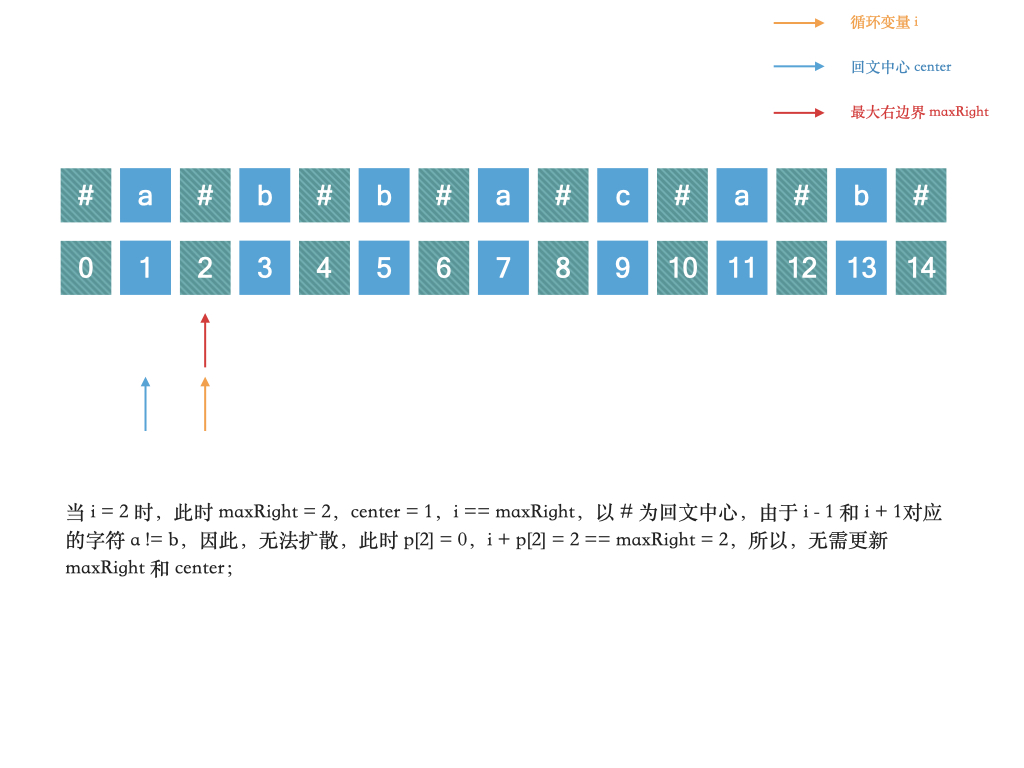 循环变量 i
回文中心 center
最大右边界 maxRight
# a # b # b # a # c # a # b #
0 1 2 3 4 5 6 7 8 9 10 11 12 13 14
当 i = 2 时，此时 maxRight = 2，center = 1，i == maxRight，以 # 为回文中心，由于 i - 1 和 i + 1对应
的字符 a != b，因此，无法扩散，此时 p[2] = 0，i + p[2] = 2 == maxRight = 2，所以，无需更新
maxRight 和 center；